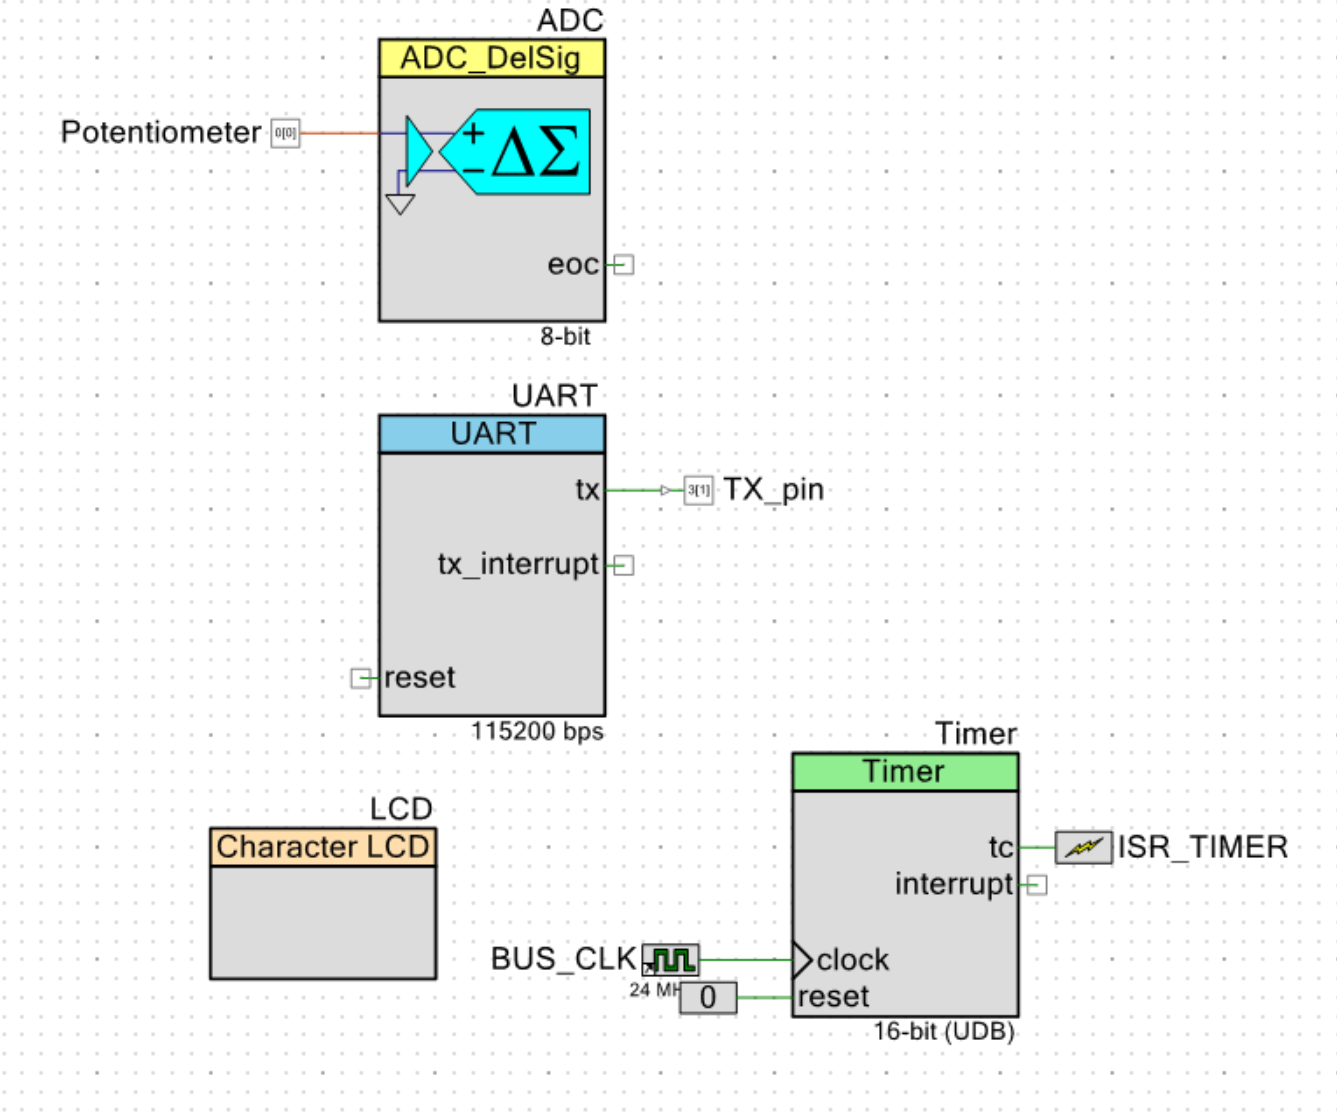 ADC
ADC_DelSig
Potentiometer 0[0]
+
− ΔΣ
eoc
8-bit
UART
UART
tx 3[1] TX_pin
tx_interrupt
reset
115200 bps
Timer
Timer
LCD
Character LCD
tc ISR_TIMER
interrupt
BUS_CLK clock
24 MH
0 reset
16-bit (UDB)